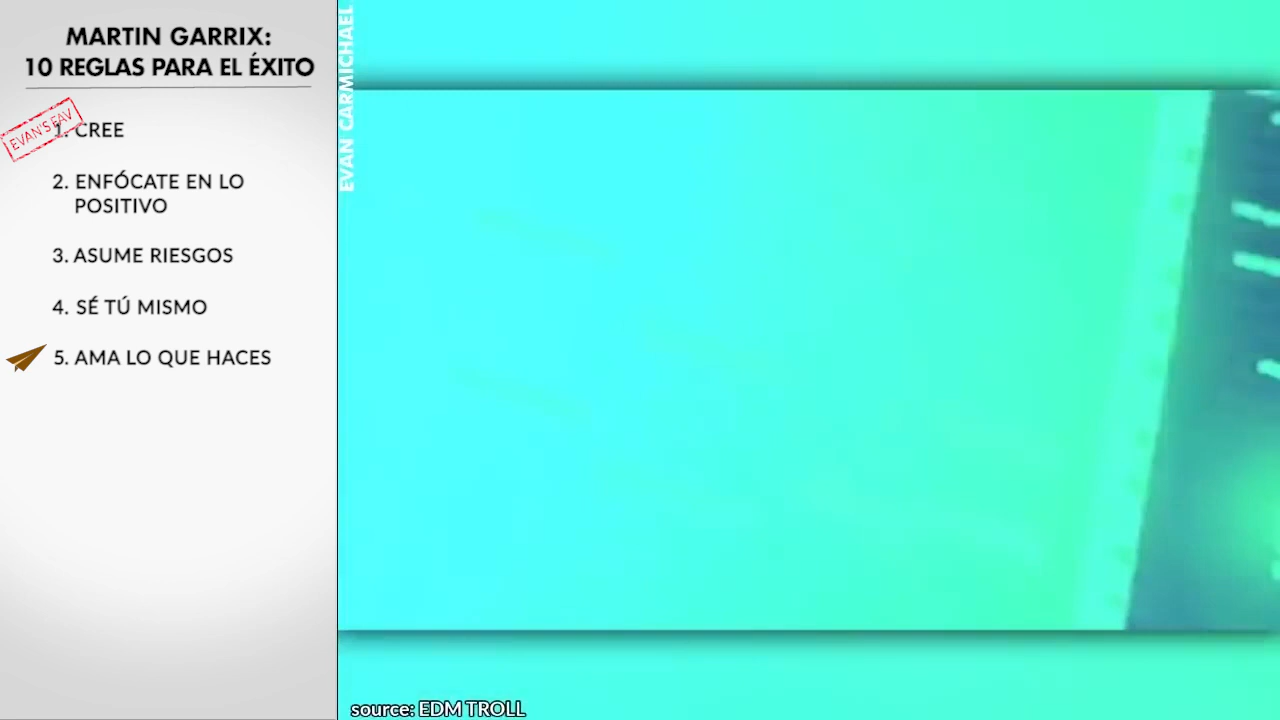 MARTIN GARRIX:
10 REGLAS PARA EL ÉXITO
EVAN'S FAV
1. CREE
2. ENFÓCATE EN LO
POSITIVO
3. ASUME RIESGOS
4. SÉ TÚ MISMO
5. AMA LO QUE HACES
EVAN CARMICHAEL
source: EDM TROLL